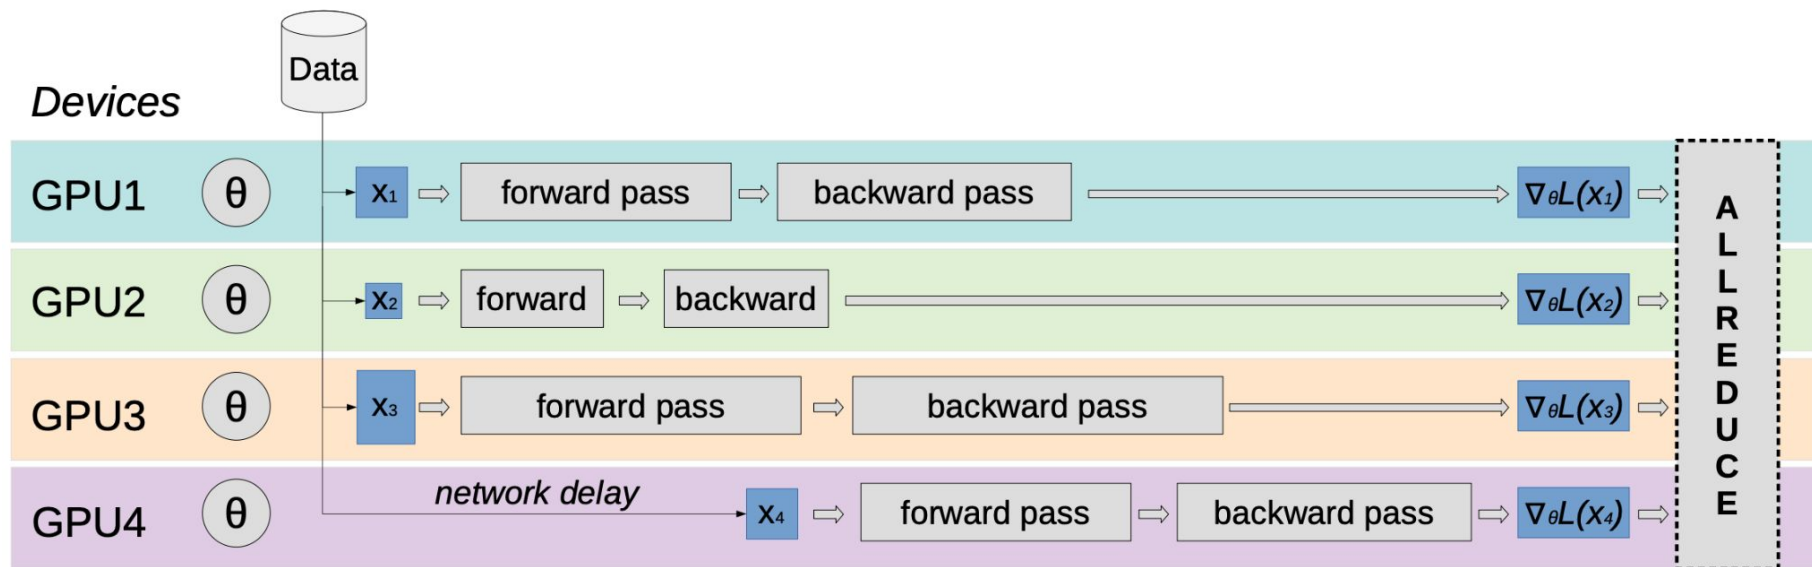 Data
Devices
GPU1 θ x₁ forward pass backward pass ∇θL(x₁)
GPU2 θ x₂ forward backward ∇θL(x₂)
GPU3 θ x₃ forward pass backward pass ∇θL(x₃)
network delay
GPU4 θ x₄ forward pass backward pass ∇θL(x₄)
ALLREDUCE